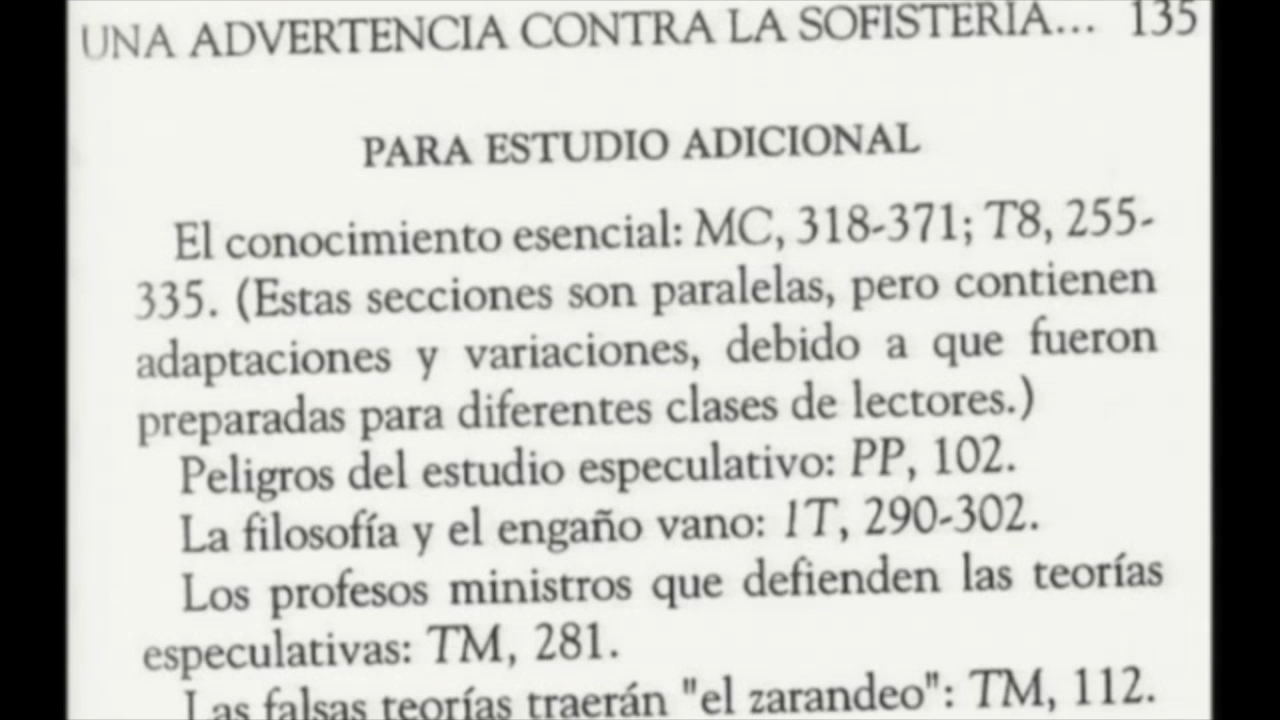 UNA ADVERTENCIA CONTRA LA SOFISTERÍA... 135
PARA ESTUDIO ADICIONAL
El conocimiento esencial: MC, 318-371; T8, 255-
335. (Estas secciones son paralelas, pero contienen
adaptaciones y variaciones, debido a que fueron
preparadas para diferentes clases de lectores.)
Peligros del estudio especulativo: PP, 102.
La filosofía y el engaño vano: 1T, 290-302.
Los profesos ministros que defienden las teorías
especulativas: TM, 281.
Las falsas teorías traerán "el zarandeo": TM, 112.